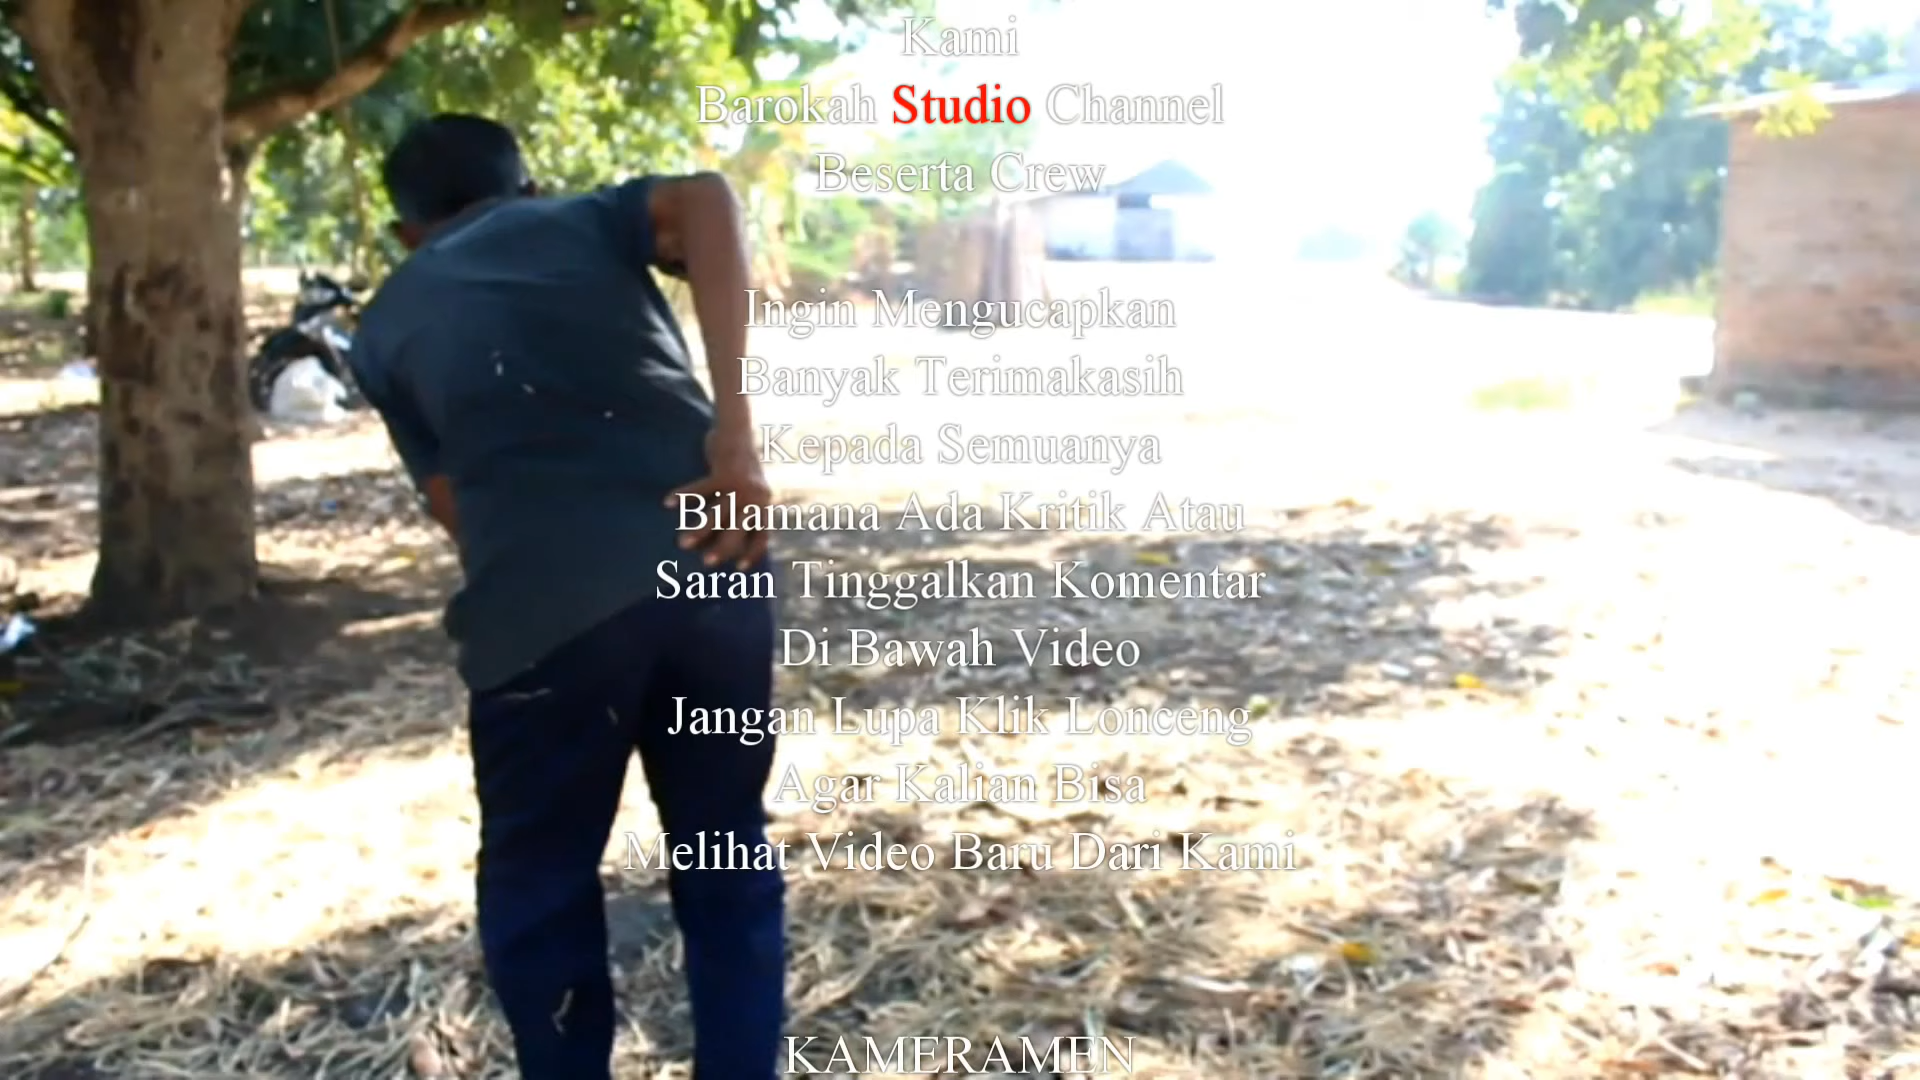 Kami
Barokah Studio Channel
Beserta Crew
Ingin Mengucapkan
Banyak Terimakasih
Kepada Semuanya
Bilamana Ada Kritik Atau
Saran Tinggalkan Komentar
Di Bawah Video
Jangan Lupa Klik Lonceng
Agar Kalian Bisa
Melihat Video Baru Dari Kami
KAMERAMEN